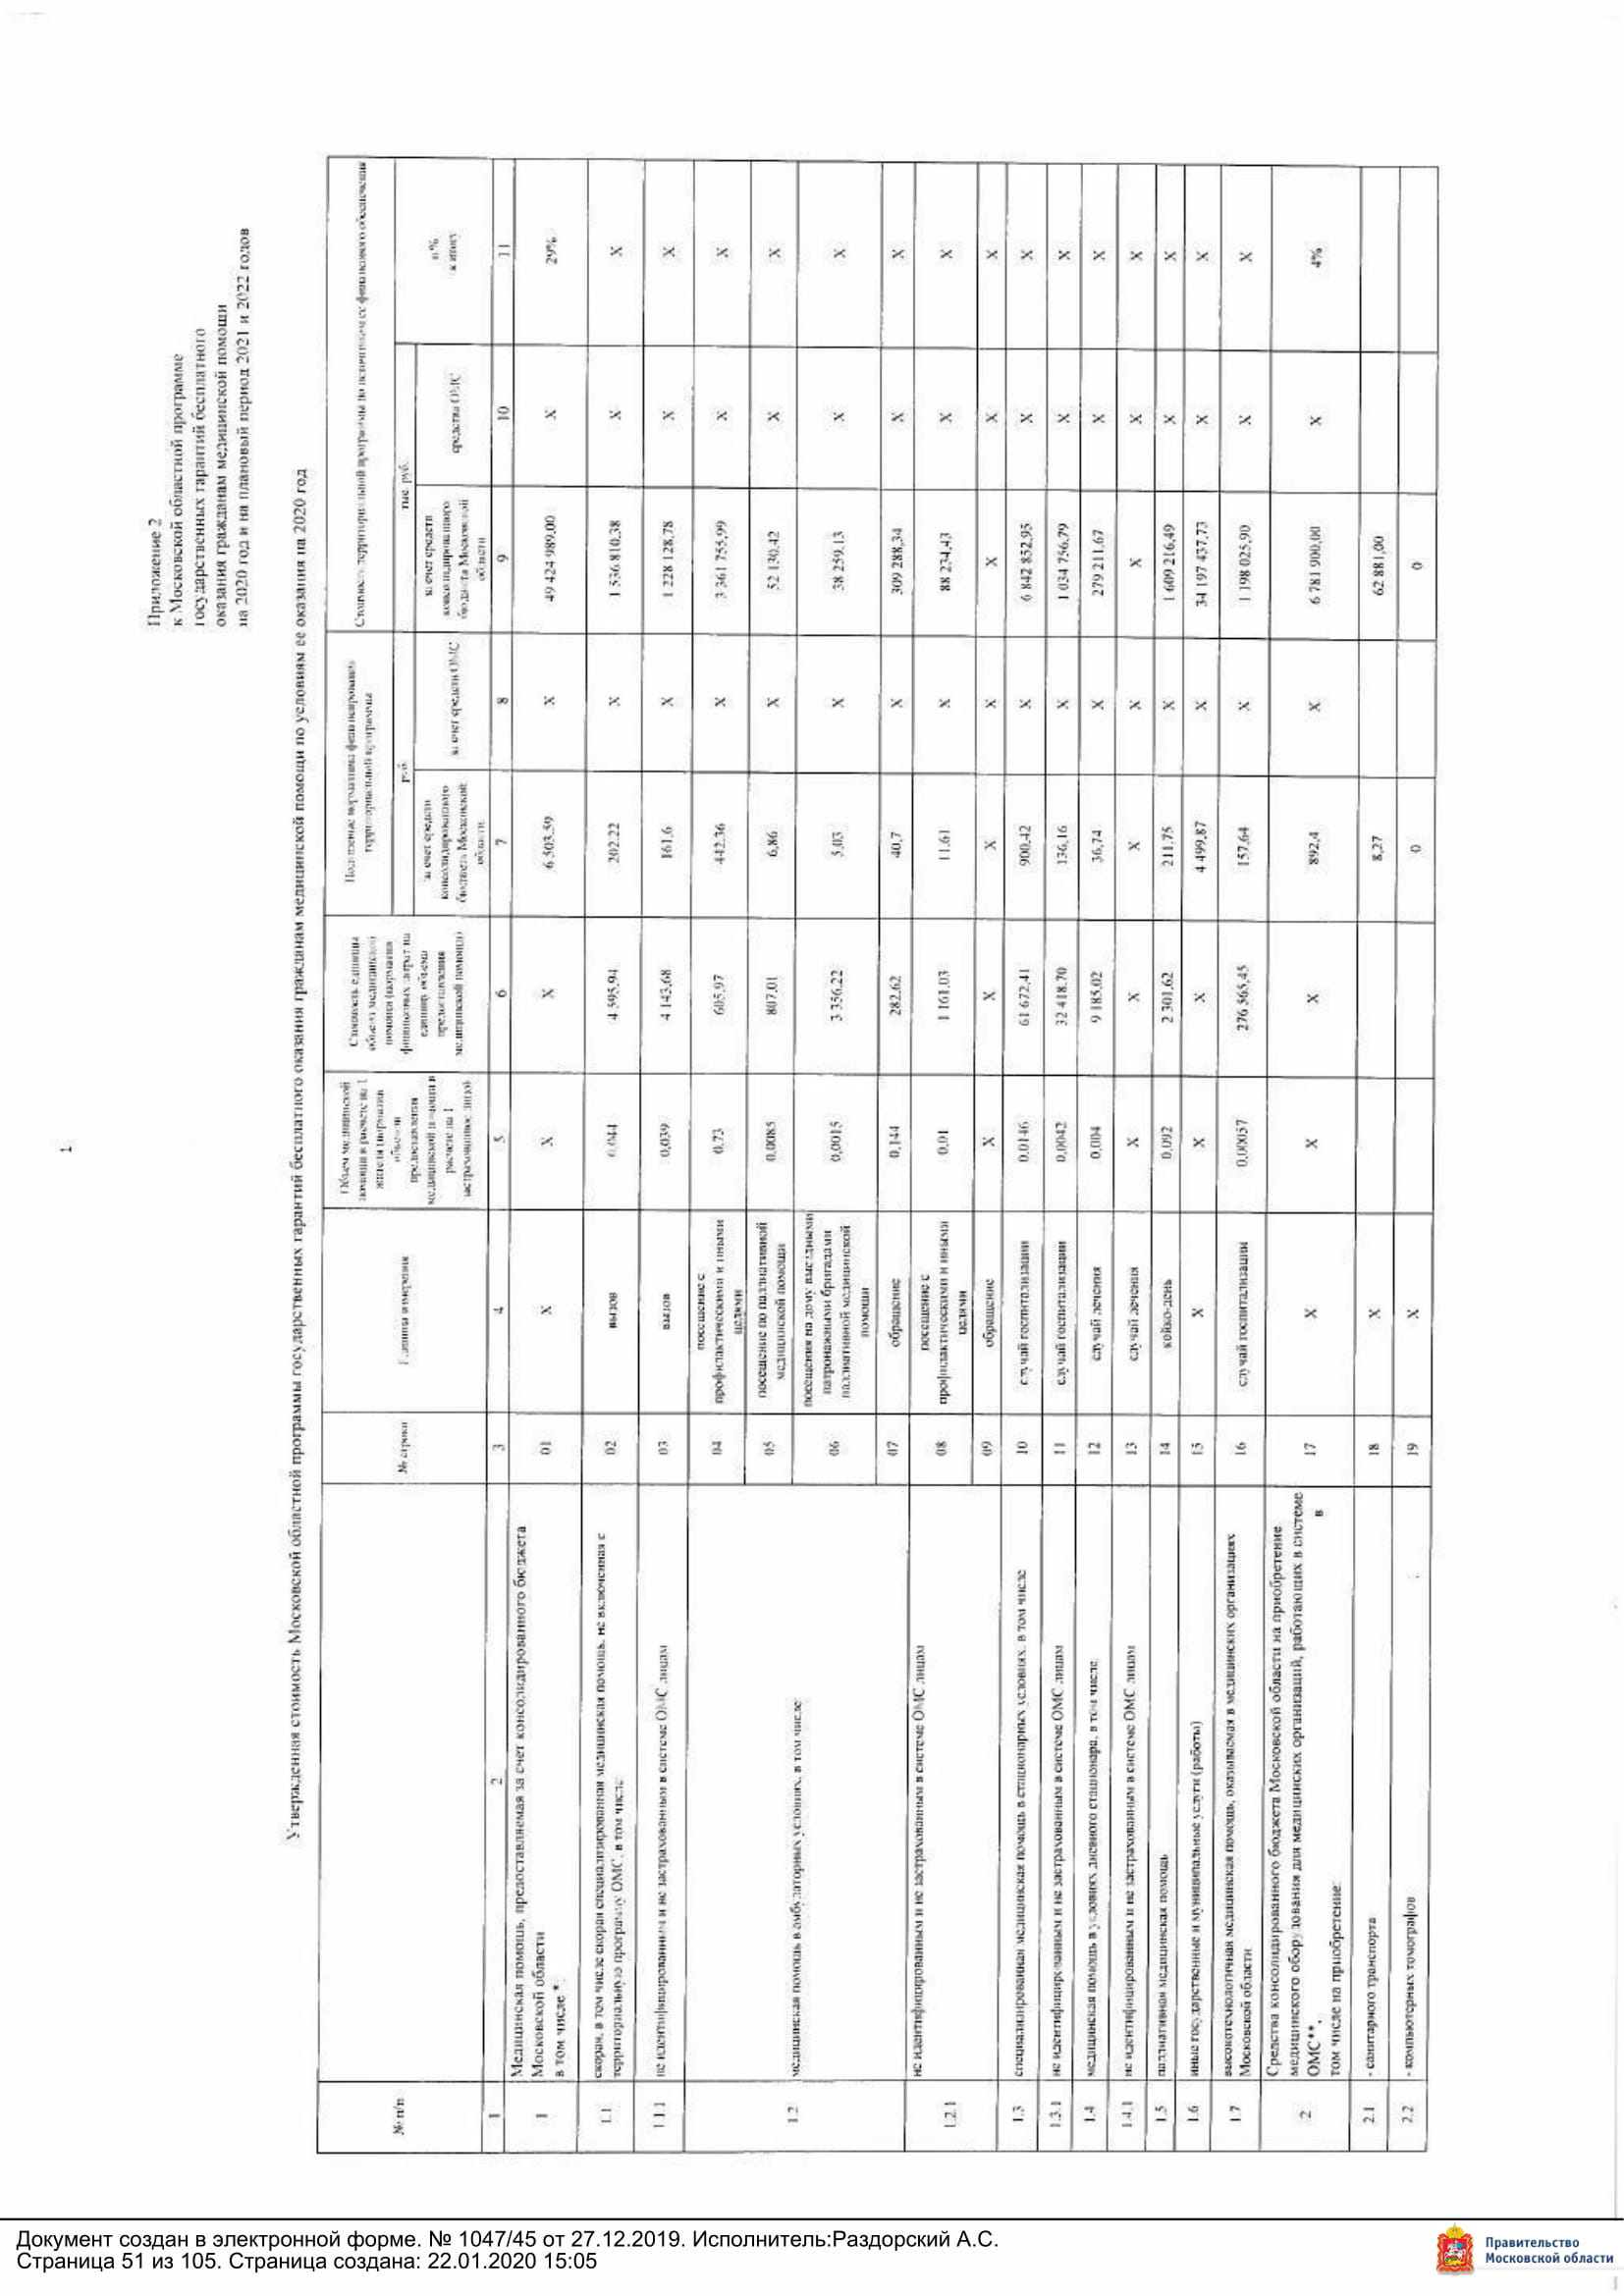 1
Приложение 2
к Московской областной программе
государственных гарантий бесплатного
оказания гражданам медицинской помощи
на 2020 год и на плановый период 2021 и 2022 годов
Утвержденная стоимость Московской областной программы государственных гарантий бесплатного оказания гражданам медицинской помощи по условиям ее оказания на 2020 год
№ п/п
№ строки
Единица измерения
Объем медицинской
помощи в расчете на 1
жителя (норматив
объемов
предоставления
медицинской помощи в
расчете на 1
застрахованное лицо)
Стоимость единицы
объема медицинской
помощи (норматив
финансовых затрат на
единицу объема
предоставления
медицинской помощи)
Подушевые нормативы финансирования
территориальной программы
руб.
за счет средств
консолидированного
бюджета Московской
области
за счет средств ОМС
Стоимость территориальной программы по источникам ее финансового обеспечения
тыс. руб.
за счет средств
консолидированного
бюджета Московской
области
средства ОМС
в %
к итогу
1 2 3 4 5 6 7 8 9 10 11
1 Медицинская помощь, предоставляемая за счет консолидированного бюджета
Московской области
в том числе *: 01 X X X 6 503,59 X 49 424 989,00 X 29%
1.1 скорая, в том числе скорая специализированная медицинская помощь, не включенная в
территориальную программу ОМС, в том числе 02 вызов 0,044 4 595,94 202,22 X 1 536 810,38 X X
1.1.1 не идентифицированным и не застрахованным в системе ОМС лицам 03 вызов 0,039 4 143,68 161,6 X 1 228 128,78 X X
1.2 медицинская помощь в амбулаторных условиях, в том числе
04 посещение с
профилактическими и иными
целями 0,73 605,97 442,36 X 3 361 755,99 X X
05 посещение по паллиативной
медицинской помощи 0,0085 807,01 6,86 X 52 130,42 X X
06 посещения на дому выездными
патронажными бригадами
паллиативной медицинской
помощи 0,0015 3 356,22 5,03 X 38 259,13 X X
07 обращение 0,144 282,62 40,7 X 309 288,34 X X
1.2.1 не идентифицированным и не застрахованным в системе ОМС лицам
08 посещение с
профилактическими и иными
целями 0,01 1 161,03 11,61 X 88 234,43 X X
09 обращение X X X X X X X
1.3 специализированная медицинская помощь в стационарных условиях, в том числе 10 случай госпитализации 0,0146 61 672,41 900,42 X 6 842 852,95 X X
1.3.1 не идентифицированным и не застрахованным в системе ОМС лицам 11 случай госпитализации 0,0042 32 418,70 136,16 X 1 034 756,79 X X
1.4 медицинская помощь в условиях дневного стационара, в том числе 12 случай лечения 0,004 9 185,02 36,74 X 279 211,67 X X
1.4.1 не идентифицированным и не застрахованным в системе ОМС лицам 13 случай лечения X X X X X X X
1.5 паллиативная медицинская помощь 14 койко-день 0,092 2 301,62 211,75 X 1 609 216,49 X X
1.6 иные государственные и муниципальные услуги (работы) 15 X X X 4 499,87 X 34 197 437,73 X X
1.7 высокотехнологичная медицинская помощь, оказываемая в медицинских организациях
Московской области 16 случай госпитализации 0,00057 276 565,45 157,64 X 1 198 025,90 X X
2 Средства консолидированного бюджета Московской области на приобретение
медицинского оборудования для медицинских организаций, работающих в системе
ОМС**, в
том числе на приобретение: 17 X X X 892,4 X 6 781 900,00 X 4%
2.1 - санитарного транспорта 18 X 8,27 62 881,00
2.2 - компьютерных томографов 19 X 0 0
Документ создан в электронной форме. № 1047/45 от 27.12.2019. Исполнитель:Раздорский А.С.
Страница 51 из 105. Страница создана: 22.01.2020 15:05
Правительство
Московской области